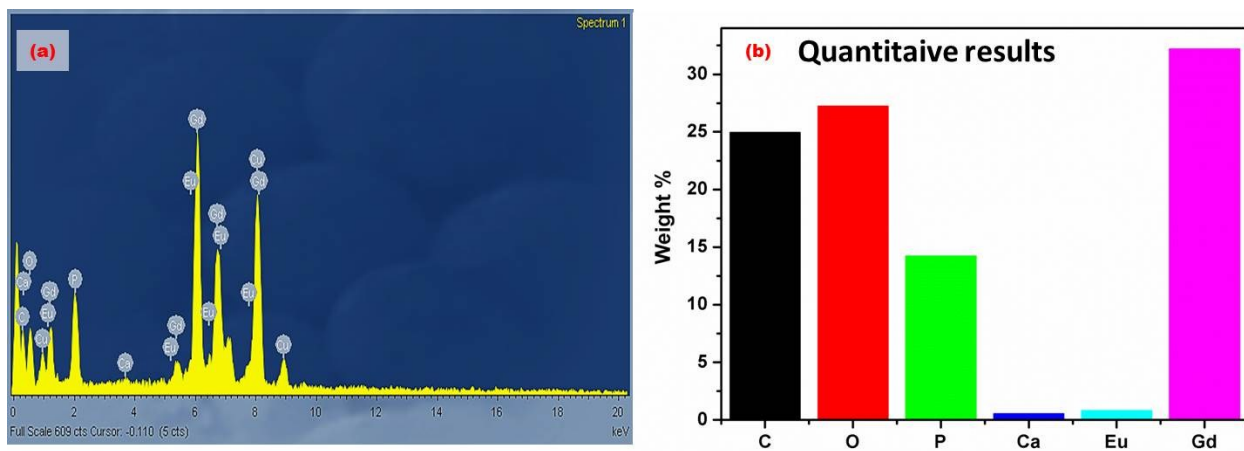 (a)
Spectrum 1
Gd
Cu
Gd
Eu
Gd
Eu
O
Ca
C
Gd
Eu
Cu
P
Ca
Gd
Eu
Eu
Eu
Cu
0 2 4 6 8 10 12 14 16 18 20
Full Scale 609 cts Cursor: -0.110 (5 cts)
keV
(b) Quantitaive results
Weight %
30
25
20
15
10
5
0
C O P Ca Eu Gd